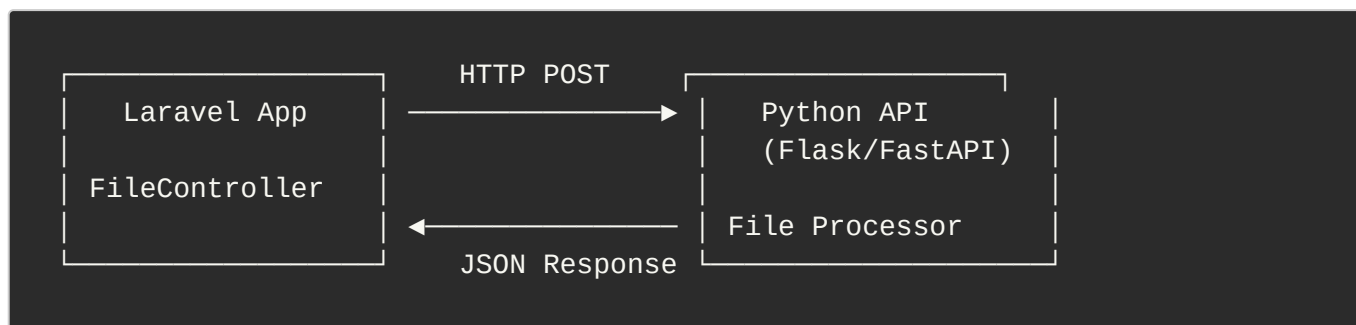 HTTP POST
Laravel App Python API
(Flask/FastAPI)
FileController
File Processor
JSON Response